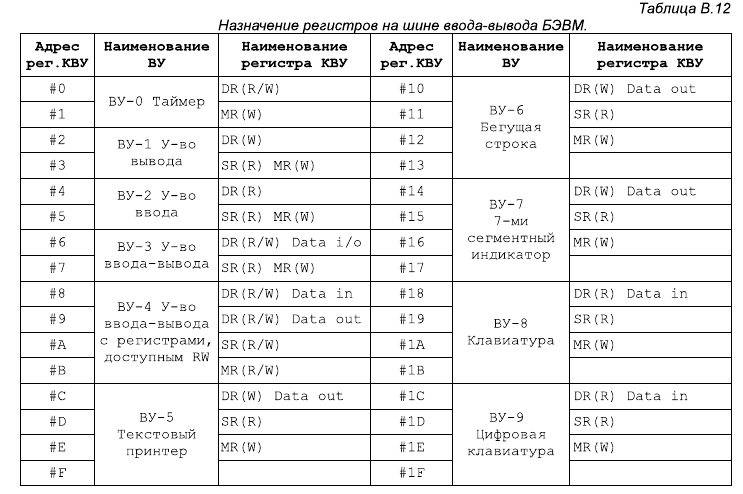 Таблица В.12
Назначение регистров на шине ввода-вывода БЭВМ.
Адрес рег.КВУ | Наименование ВУ | Наименование регистра КВУ | Адрес рег.КВУ | Наименование ВУ | Наименование регистра КВУ
#0 | ВУ-0 Таймер | DR(R/W) | #10 | ВУ-6 Бегущая строка | DR(W) Data out
#1 | MR(W) | #11 | SR(R)
#2 | ВУ-1 У-во вывода | DR(W) | #12 | MR(W)
#3 | SR(R) MR(W) | #13
#4 | ВУ-2 У-во ввода | DR(R) | #14 | ВУ-7 7-ми сегментный индикатор | DR(W) Data out
#5 | SR(R) MR(W) | #15 | SR(R)
#6 | ВУ-3 У-во ввода-вывода | DR(R/W) Data i/o | #16 | MR(W)
#7 | SR(R) MR(W) | #17
#8 | ВУ-4 У-во ввода-вывода с регистрами, доступным RW | DR(R/W) Data in | #18 | ВУ-8 Клавиатура | DR(R) Data in
#9 | DR(R/W) Data out | #19 | SR(R)
#A | SR(R/W) | #1A | MR(W)
#B | MR(R/W) | #1B
#C | ВУ-5 Текстовый принтер | DR(W) Data out | #1C | ВУ-9 Цифровая клавиатура | DR(R) Data in
#D | SR(R) | #1D | SR(R)
#E | MR(W) | #1E | MR(W)
#F | #1F